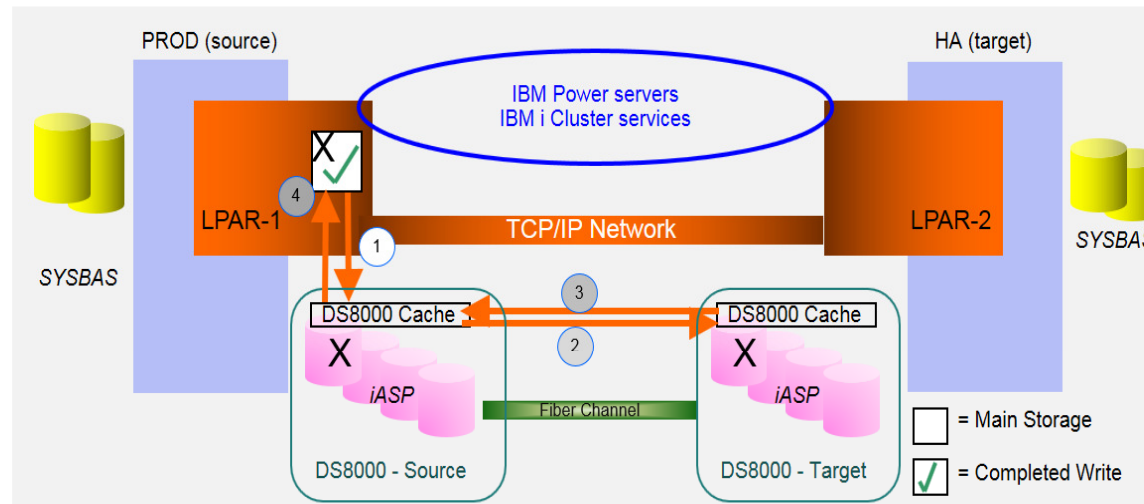 PROD (source)
HA (target)
IBM Power servers
IBM i Cluster services
X
4
LPAR-1
LPAR-2
TCP/IP Network
1
SYSBAS
SYSBAS
DS8000 Cache
3
DS8000 Cache
2
X
X
iASP
iASP
Fiber Channel
= Main Storage
DS8000 - Source
DS8000 - Target
= Completed Write